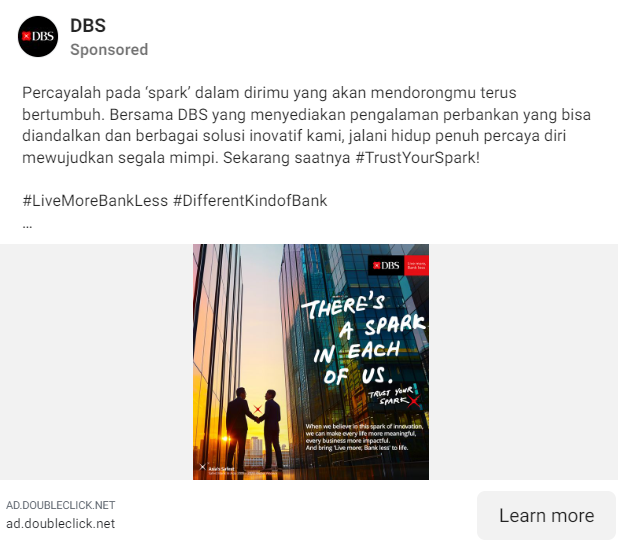 DBS
DBS
Sponsored
Percayalah pada ‘spark’ dalam dirimu yang akan mendorongmu terus
bertumbuh. Bersama DBS yang menyediakan pengalaman perbankan yang bisa
diandalkan dan berbagai solusi inovatif kami, jalani hidup penuh percaya diri
mewujudkan segala mimpi. Sekarang saatnya #TrustYourSpark!
#LiveMoreBankLess #DifferentKindofBank
...
DBS
Live more,
Bank less
THERE'S
A SPARK
IN EACH
OF US.
TRUST YOUR
SPARK
When we believe in this spark of innovation,
we can make every life more meaningful,
every business more impactful.
And bring 'Live more, Bank less' to life.
Asia's Safest
AD.DOUBLECLICK.NET
ad.doubleclick.net
Learn more